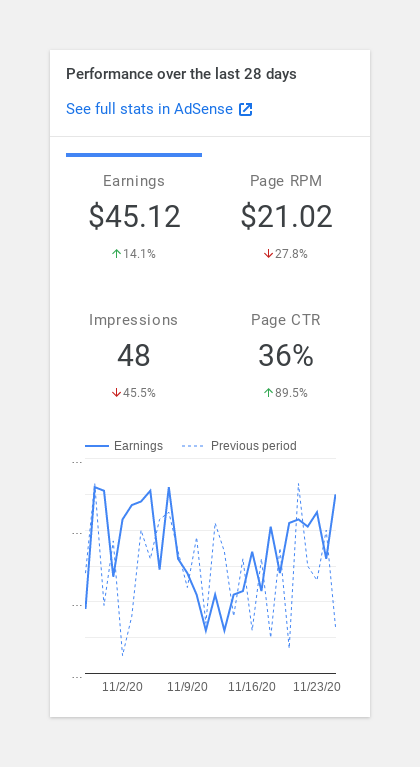 Performance over the last 28 days
See full stats in AdSense
Earnings
$45.12
14.1%
Page RPM
$21.02
27.8%
Impressions
48
45.5%
Page CTR
36%
89.5%
Earnings
Previous period
...
...
...
...
11/2/20 11/9/20 11/16/20 11/23/20